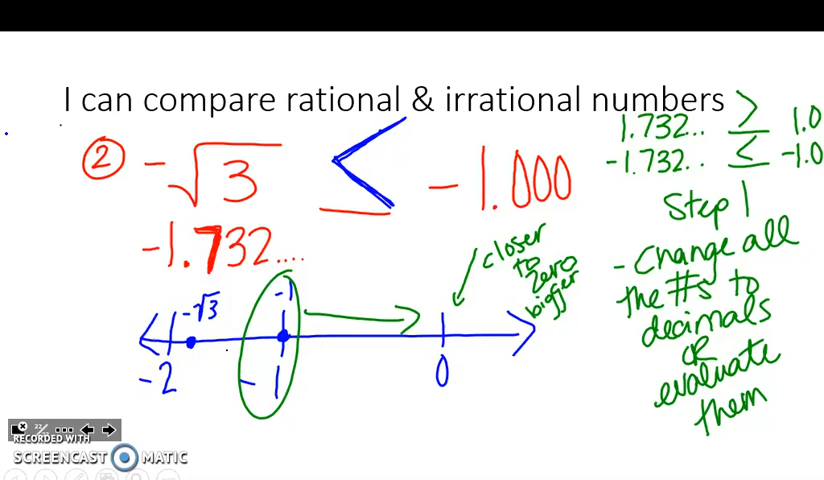 I can compare rational & irrational numbers
② -√3 < -1.000
-1.732....
1.732.. > 1.0
-1.732.. < -1.0
Step 1
- Change all
the #s to
decimals
OR
evaluate
them
closer
to
zero
bigger
-√3
-1
-2
-1
0
RECORDED WITH
SCREENCAST MATIC